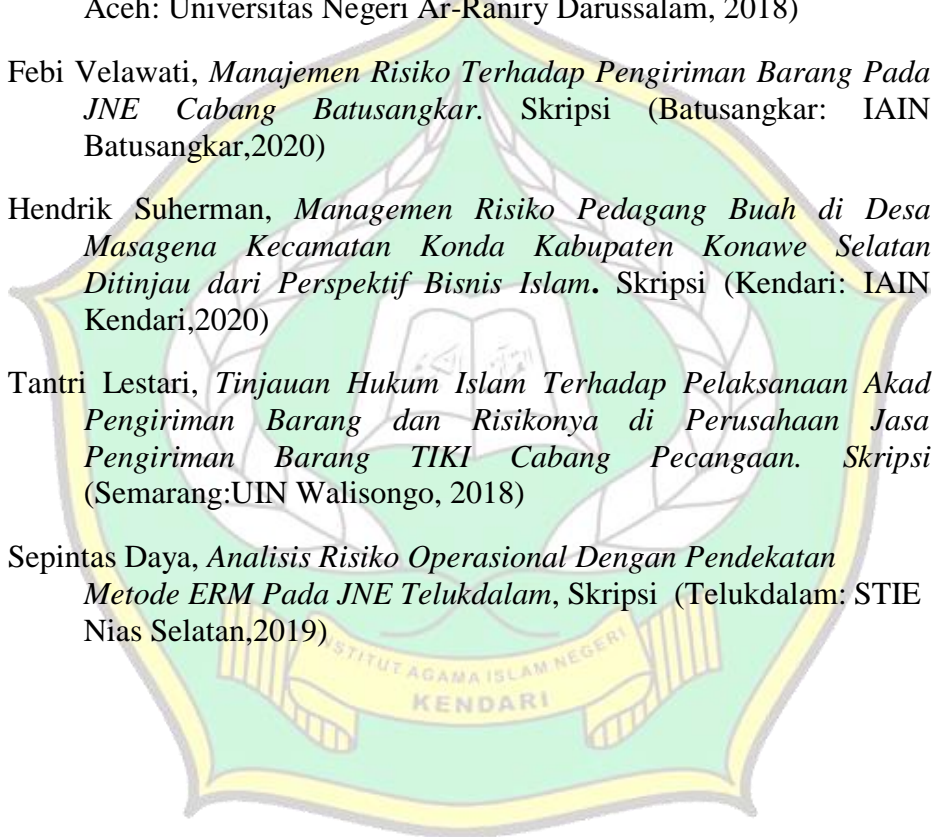 Aceh: Universitas Negeri Ar-Raniry Darussalam, 2018)
Febi Velawati, Manajemen Risiko Terhadap Pengiriman Barang Pada
JNE Cabang Batusangkar. Skripsi (Batusangkar: IAIN
Batusangkar,2020)
Hendrik Suherman, Managemen Risiko Pedagang Buah di Desa
Masagena Kecamatan Konda Kabupaten Konawe Selatan
Ditinjau dari Perspektif Bisnis Islam. Skripsi (Kendari: IAIN
Kendari,2020)
Tantri Lestari, Tinjauan Hukum Islam Terhadap Pelaksanaan Akad
Pengiriman Barang dan Risikonya di Perusahaan Jasa
Pengiriman Barang TIKI Cabang Pecangaan. Skripsi
(Semarang:UIN Walisongo, 2018)
Sepintas Daya, Analisis Risiko Operasional Dengan Pendekatan
Metode ERM Pada JNE Telukdalam, Skripsi (Telukdalam: STIE
Nias Selatan,2019)
INSTITUT AGAMA ISLAM NEGERI
KENDARI